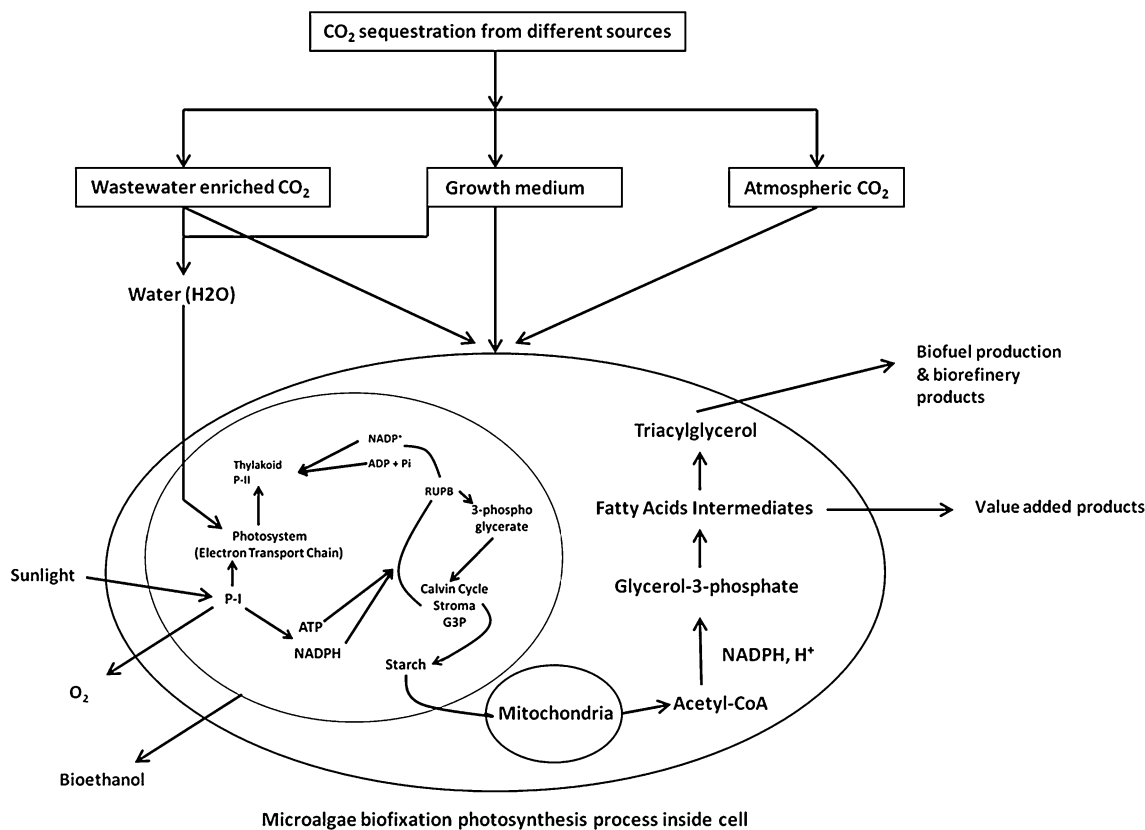 CO₂ sequestration from different sources
Wastewater enriched CO₂
Growth medium
Atmospheric CO₂
Water (H2O)
Biofuel production
& biorefinery
products
Triacylglycerol
NADP⁺
ADP + Pi
Thylakoid
P-II
RUPB
3-phospho
glycerate
Fatty Acids Intermediates
Value added products
Photosystem
(Electron Transport Chain)
Sunlight
P-I
Calvin Cycle
Stroma
G3P
Glycerol-3-phosphate
ATP
NADPH
Starch
NADPH, H⁺
O₂
Mitochondria
Acetyl-CoA
Bioethanol
Microalgae biofixation photosynthesis process inside cell